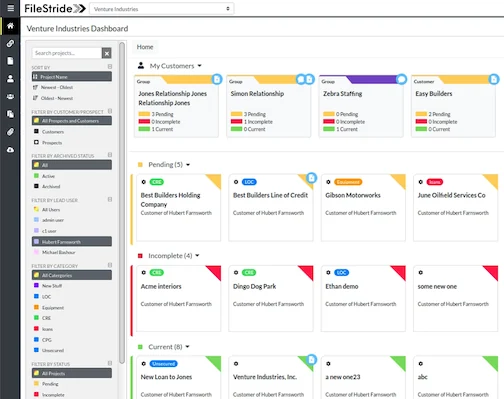 FileStride
Venture Industries
Venture Industries Dashboard
Search projects...
SORT BY
Project Name
Newest - Oldest
Oldest - Newest
FILTER BY CUSTOMER/PROSPECT
All Prospects and Customers
Customers
Prospects
FILTER BY ARCHIVED STATUS
All
Active
Archived
FILTER BY LEAD USER
All Users
admin user
c1 user
Hubert Farnsworth
Michael Bashour
FILTER BY CATEGORY
All Categories
New Stuff
LOC
Equipment
CRE
loans
CPG
Unsecured
FILTER BY STATUS
All Projects
Pending
Incomplete
Home
My Customers
Group
Jones Relationship Jones
Relationship Jones
3 Pending
0 Incomplete
1 Current
Group
Simon Relationship
3 Pending
1 Incomplete
2 Current
Group
Zebra Staffing
0 Pending
0 Incomplete
1 Current
Customer
Easy Builders
2 Pending
0 Incomplete
0 Current
Pending (5)
CRE
Best Builders Holding
Company
Customer of Hubert Farnsworth
LOC
Best Builders Line of Credit
Customer of Hubert Farnsworth
Equipment
Gibson Motorworks
Customer of Hubert Farnsworth
loans
June Oilfield Services Co
Customer of Hubert Farnsworth
Incomplete (4)
CRE
Acme interiors
Customer of Hubert Farnsworth
CRE
Dingo Dog Park
Customer of Hubert Farnsworth
LOC
Ethan demo
Customer of Hubert Farnsworth
some new one
Customer of Hubert Farnsworth
Current (8)
Unsecured
New Loan to Jones
Customer of Hubert Farnsworth
Venture Industries, Inc.
Customer of Hubert Farnsworth
a new one23
Customer of Hubert Farnsworth
abc
Customer of Hubert Farnsworth